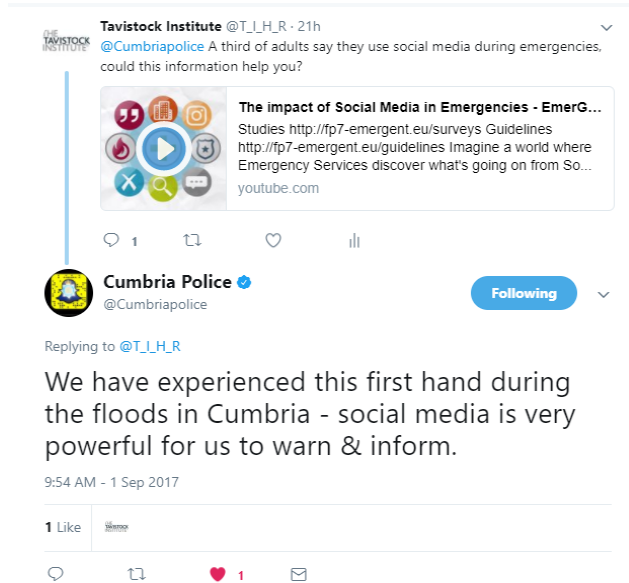 THE
TAVISTOCK
INSTITUTE
Tavistock Institute @T_I_H_R · 21h
@Cumbriapolice A third of adults say they use social media during emergencies,
could this information help you?
The impact of Social Media in Emergencies - EmerG...
Studies http://fp7-emergent.eu/surveys Guidelines
http://fp7-emergent.eu/guidelines Imagine a world where
Emergency Services discover what's going on from So...
youtube.com
1
Cumbria Police
@Cumbriapolice
Following
Replying to @T_I_H_R
We have experienced this first hand during
the floods in Cumbria - social media is very
powerful for us to warn & inform.
9:54 AM - 1 Sep 2017
1 Like
THE
TAVISTOCK
INSTITUTE
1